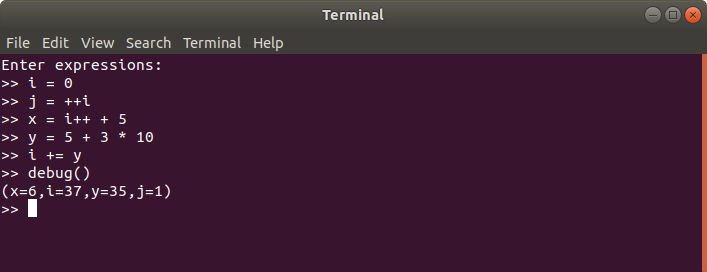 Terminal
File Edit View Search Terminal Help
Enter expressions:
>> i = 0
>> j = ++i
>> x = i++ + 5
>> y = 5 + 3 * 10
>> i += y
>> debug()
(x=6,i=37,y=35,j=1)
>>